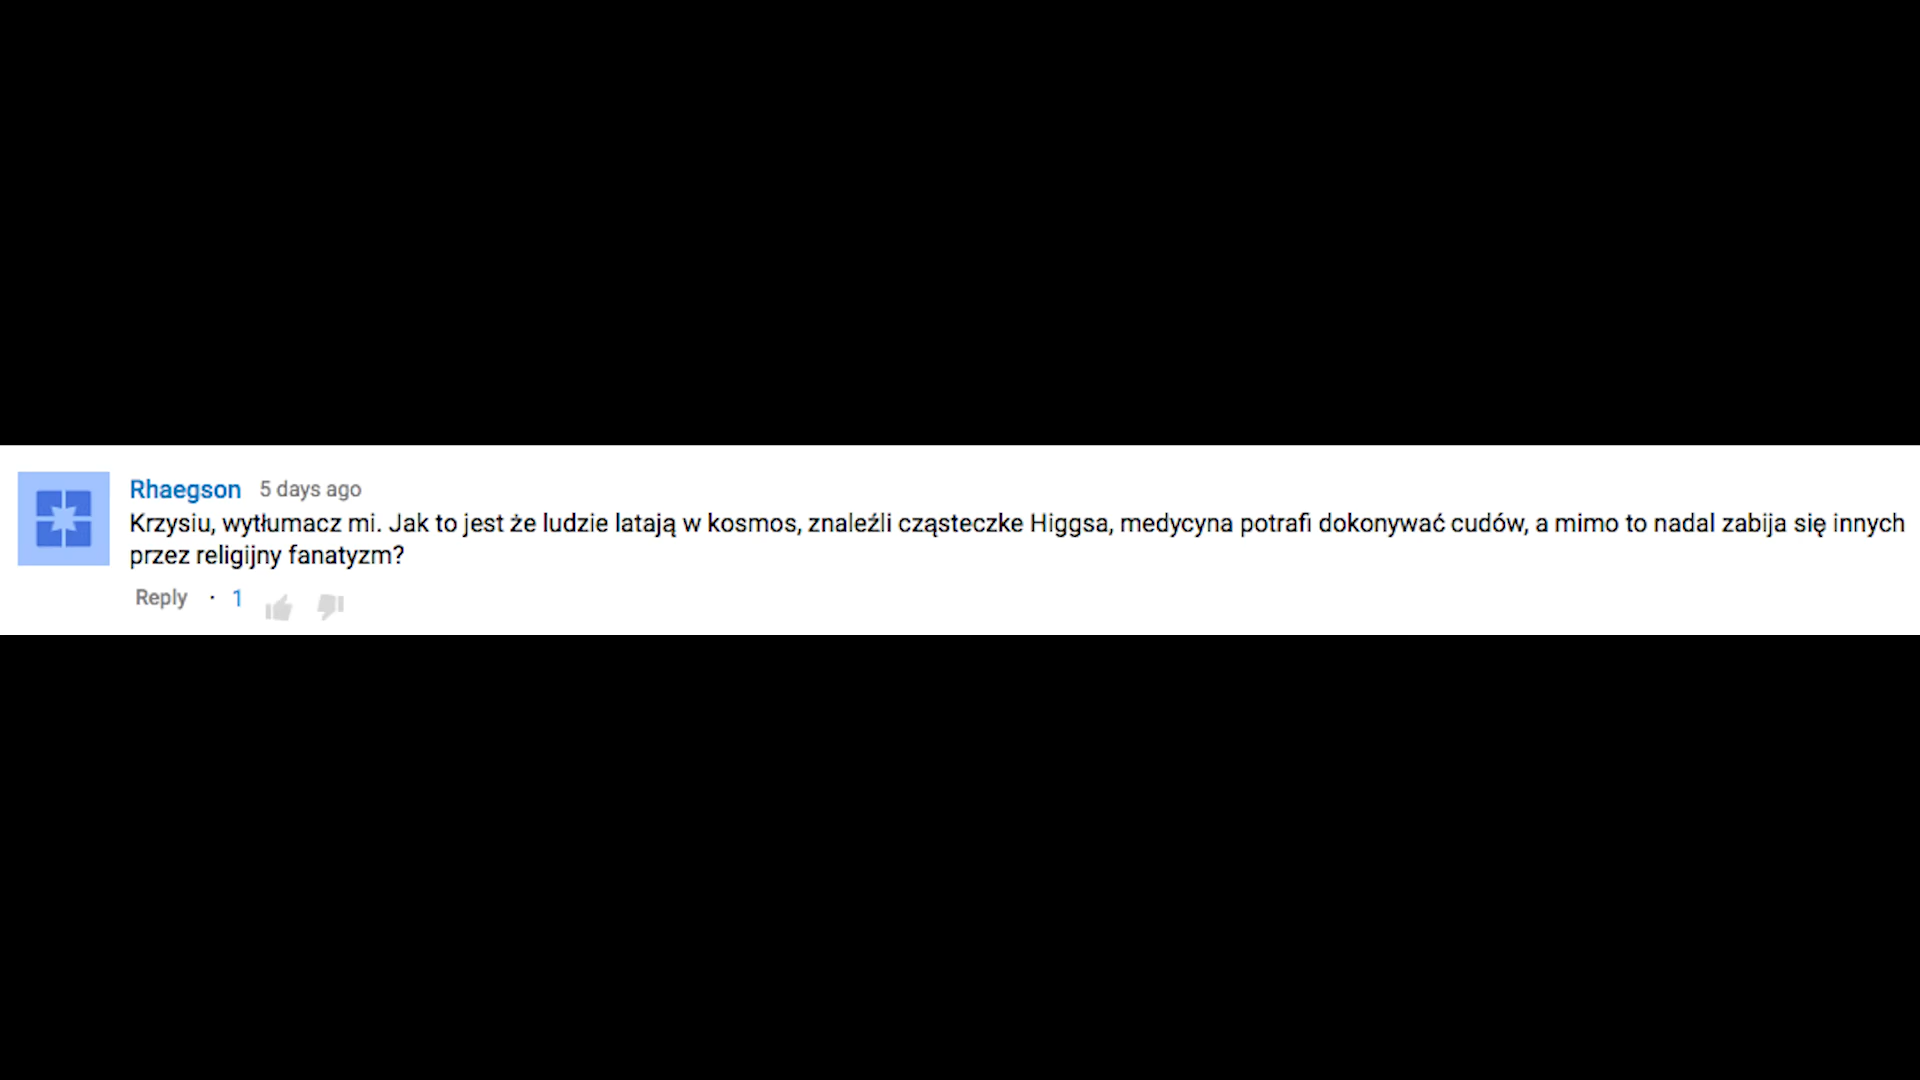 Rhaegson 5 days ago
Krzysiu, wytłumacz mi. Jak to jest że ludzie latają w kosmos, znaleźli cząsteczke Higgsa, medycyna potrafi dokonywać cudów, a mimo to nadal zabija się innych
przez religijny fanatyzm?
Reply · 1